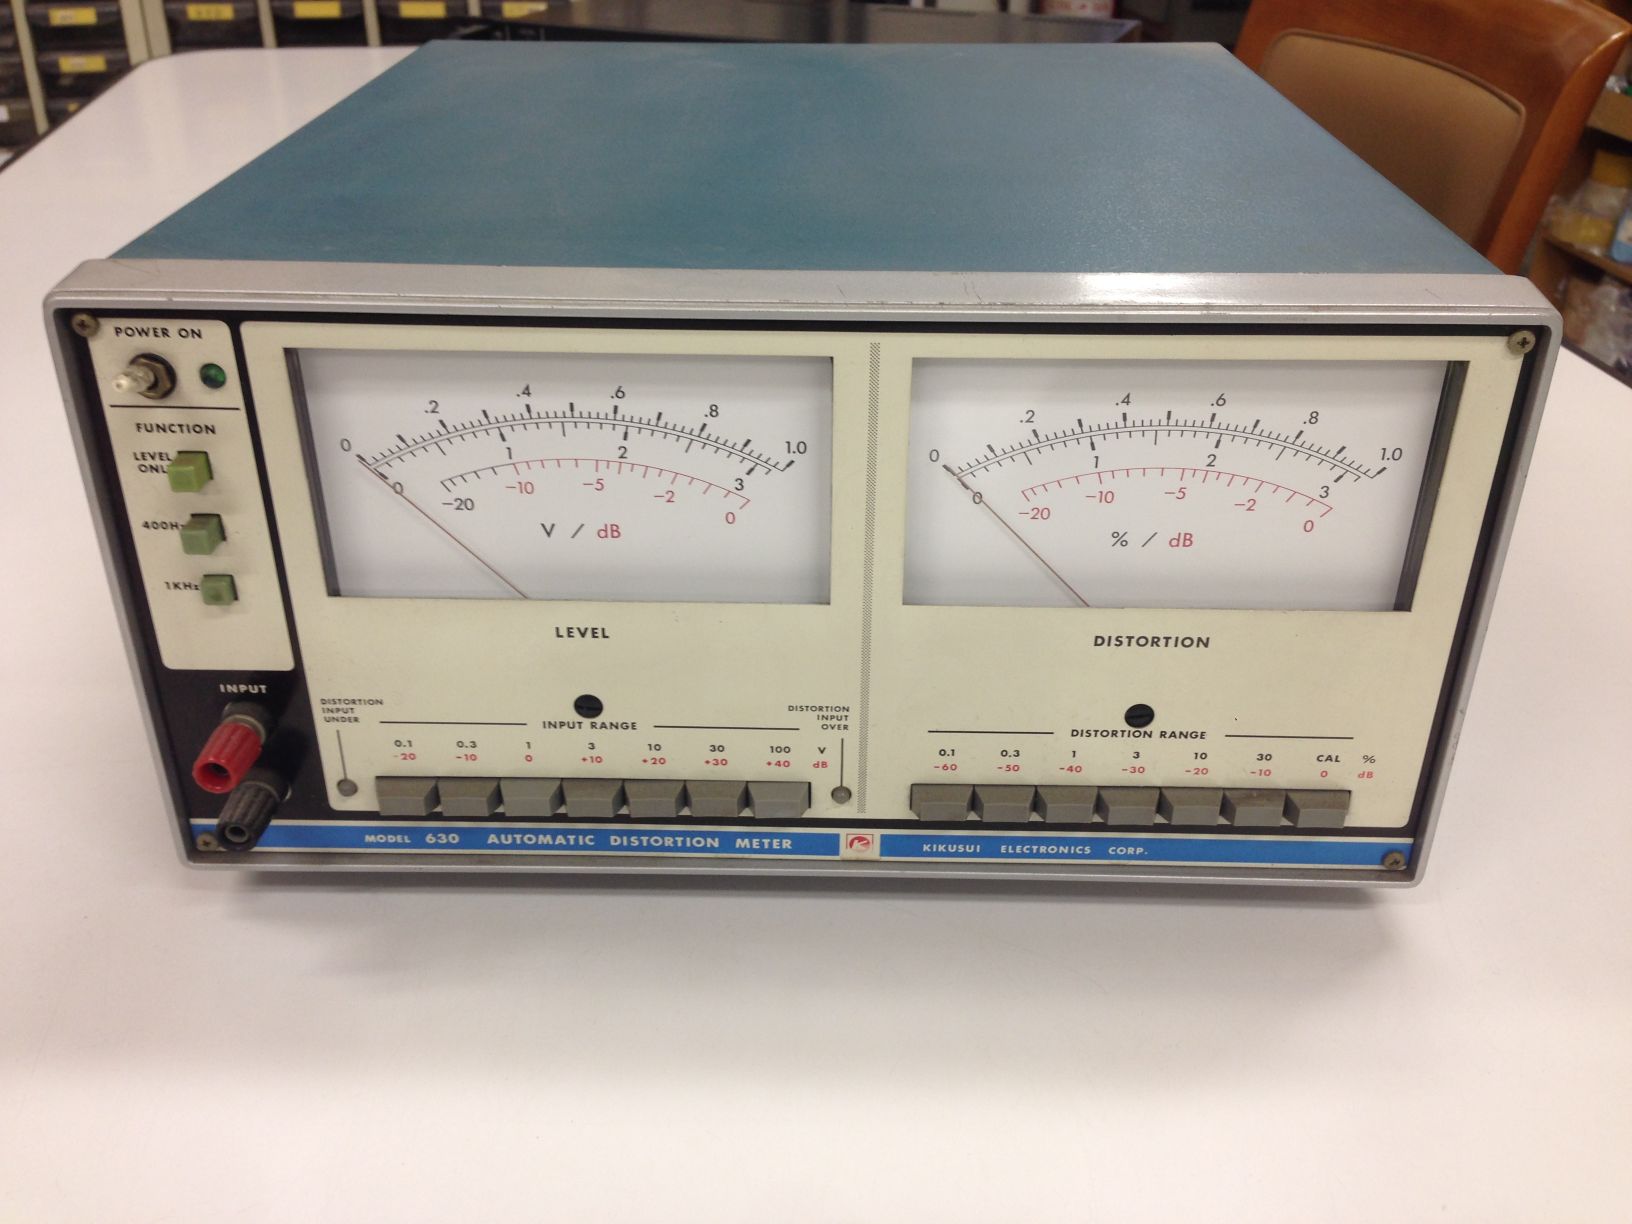 POWER ON
FUNCTION
LEVEL
ONLY
400Hz
1KHz
INPUT
0 .2 .4 .6 .8 1.0
0 1 2 3
-20 -10 -5 -2 0
V / dB
LEVEL
DISTORTION
INPUT
UNDER
INPUT RANGE
DISTORTION
INPUT
OVER
0.1 0.3 1 3 10 30 100 V
-20 -10 0 +10 +20 +30 +40 dB
0 .2 .4 .6 .8 1.0
0 1 2 3
-20 -10 -5 -2 0
% / dB
DISTORTION
DISTORTION RANGE
0.1 0.3 1 3 10 30 CAL %
-60 -50 -40 -30 -20 -10 0 dB
MODEL 630 AUTOMATIC DISTORTION METER
KIKUSUI ELECTRONICS CORP.